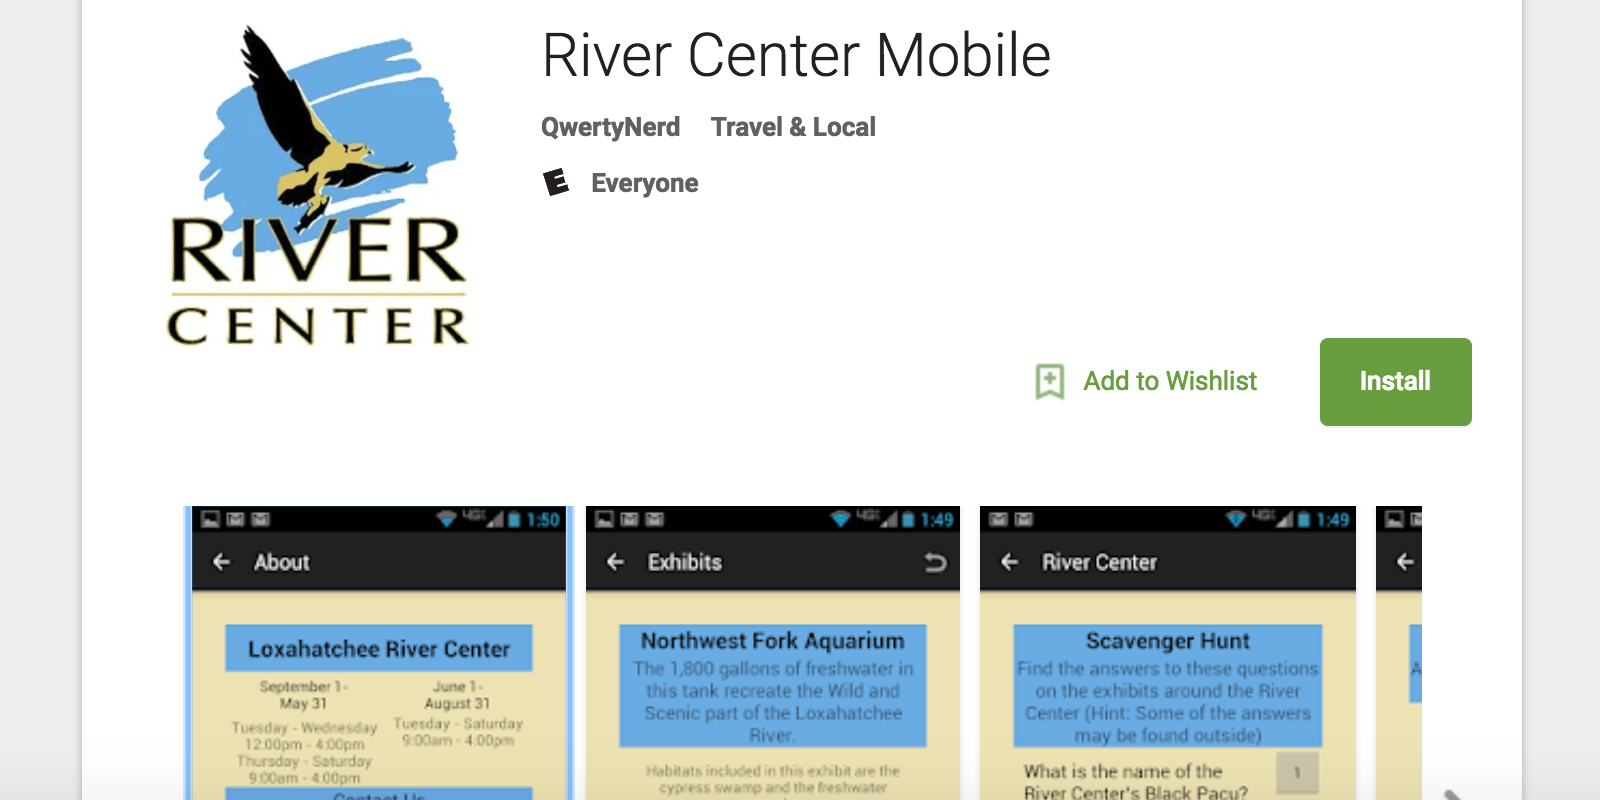 RIVER
CENTER
River Center Mobile
QwertyNerd Travel & Local
E Everyone
Add to Wishlist
Install
1:50
About
Loxahatchee River Center
September 1-
May 31
Tuesday - Wednesday
12:00pm - 4:00pm
Thursday - Saturday
9:00am - 4:00pm
June 1-
August 31
Tuesday - Saturday
9:00am - 4:00pm
Contact Us
1:49
Exhibits
Northwest Fork Aquarium
The 1,800 gallons of freshwater in
this tank recreate the Wild and
Scenic part of the Loxahatchee
River.
Habitats included in this exhibit are the
cypress swamp and the freshwater
1:49
River Center
Scavenger Hunt
Find the answers to these questions
on the exhibits around the River
Center (Hint: Some of the answers
may be found outside)
What is the name of the
River Center's Black Pacu?
1
A